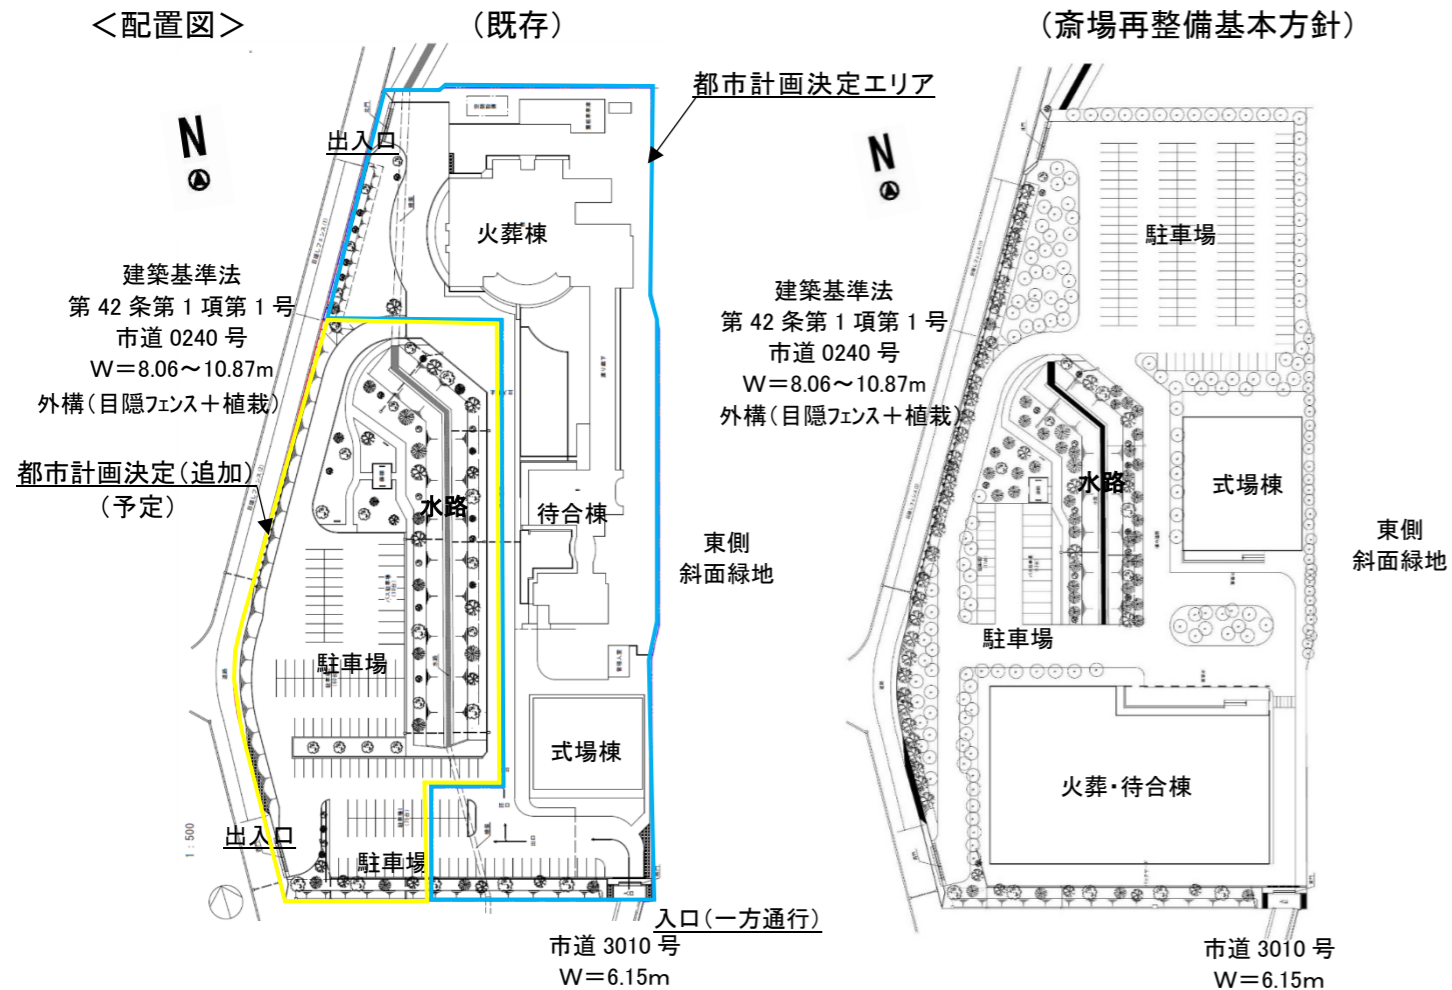 <配置図>
(既存)
(斎場再整備基本方針)
都市計画決定エリア
N
出入口
火葬棟
建築基準法
第42条第1項第1号
市道0240号
W=8.06~10.87m
外構(目隠フェンス+植栽)
都市計画決定(追加)
(予定)
水路
待合棟
東側
斜面緑地
駐車場
式場棟
出入口
駐車場
1:500
入口(一方通行)
市道3010号
W=6.15m
N
駐車場
建築基準法
第42条第1項第1号
市道0240号
W=8.06~10.87m
外構(目隠フェンス+植栽)
水路
式場棟
東側
斜面緑地
駐車場
火葬・待合棟
市道3010号
W=6.15m